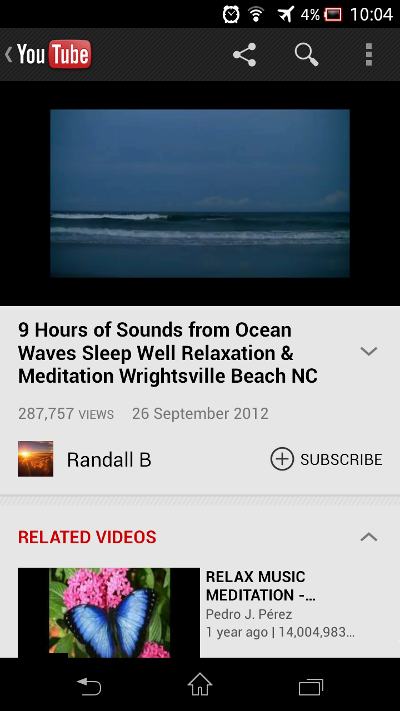 4% 10:04
YouTube
9 Hours of Sounds from Ocean
Waves Sleep Well Relaxation &
Meditation Wrightsville Beach NC
287,757 VIEWS 26 September 2012
Randall B SUBSCRIBE
RELATED VIDEOS
RELAX MUSIC
MEDITATION -...
Pedro J. Pérez
1 year ago | 14,004,983...